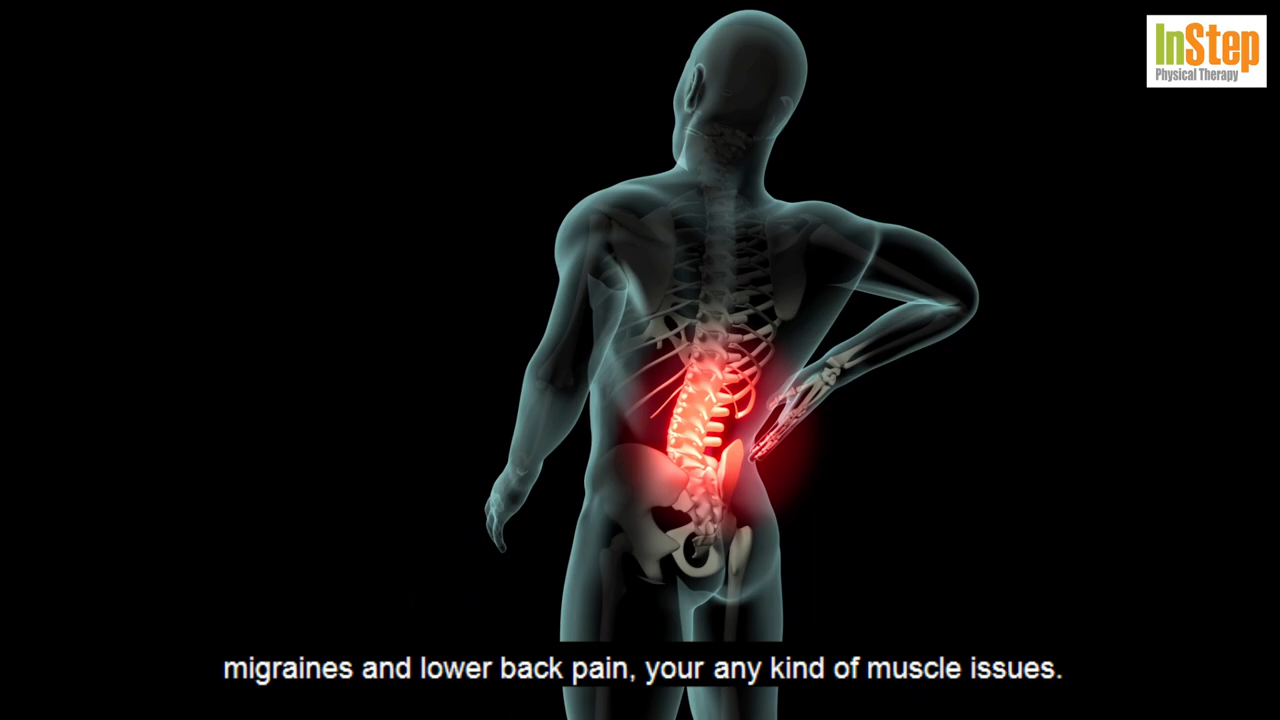 InStep
Physical Therapy
migraines and lower back pain, your any kind of muscle issues.